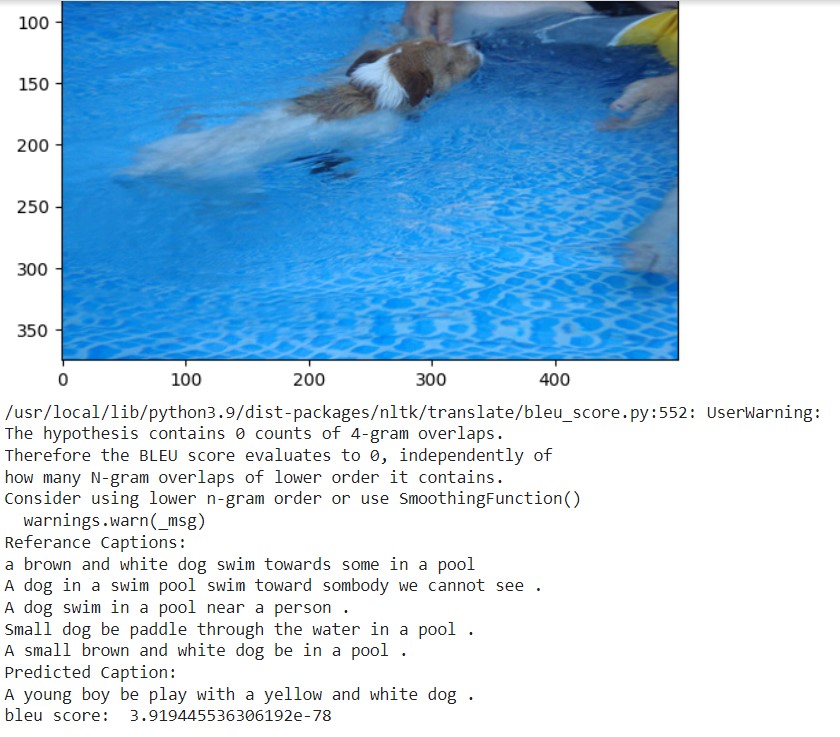 100
150
200
250
300
350
0 100 200 300 400
/usr/local/lib/python3.9/dist-packages/nltk/translate/bleu_score.py:552: UserWarning:
The hypothesis contains 0 counts of 4-gram overlaps.
Therefore the BLEU score evaluates to 0, independently of
how many N-gram overlaps of lower order it contains.
Consider using lower n-gram order or use SmoothingFunction()
  warnings.warn(_msg)
Referance Captions:
a brown and white dog swim towards some in a pool
A dog in a swim pool swim toward sombody we cannot see .
A dog swim in a pool near a person .
Small dog be paddle through the water in a pool .
A small brown and white dog be in a pool .
Predicted Caption:
A young boy be play with a yellow and white dog .
bleu score:  3.919445536306192e-78